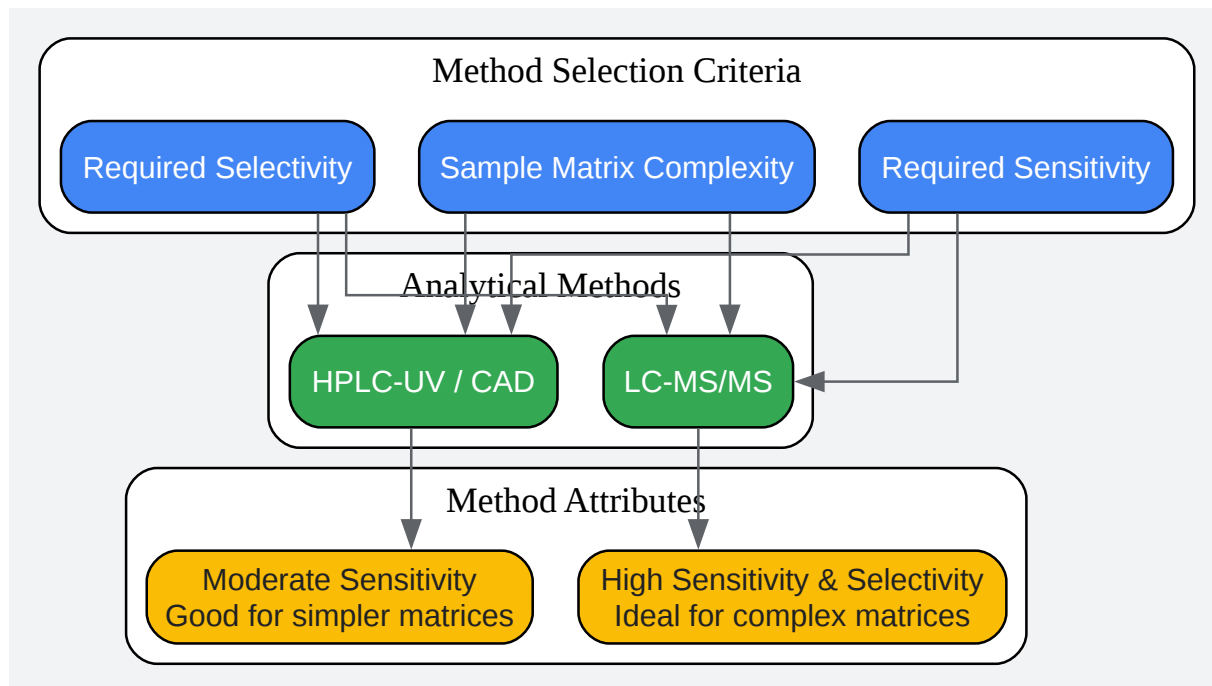 Method Selection Criteria
Required Selectivity
Sample Matrix Complexity
Required Sensitivity
Analytical Methods
HPLC-UV / CAD
LC-MS/MS
Method Attributes
Moderate Sensitivity
Good for simpler matrices
High Sensitivity & Selectivity
Ideal for complex matrices